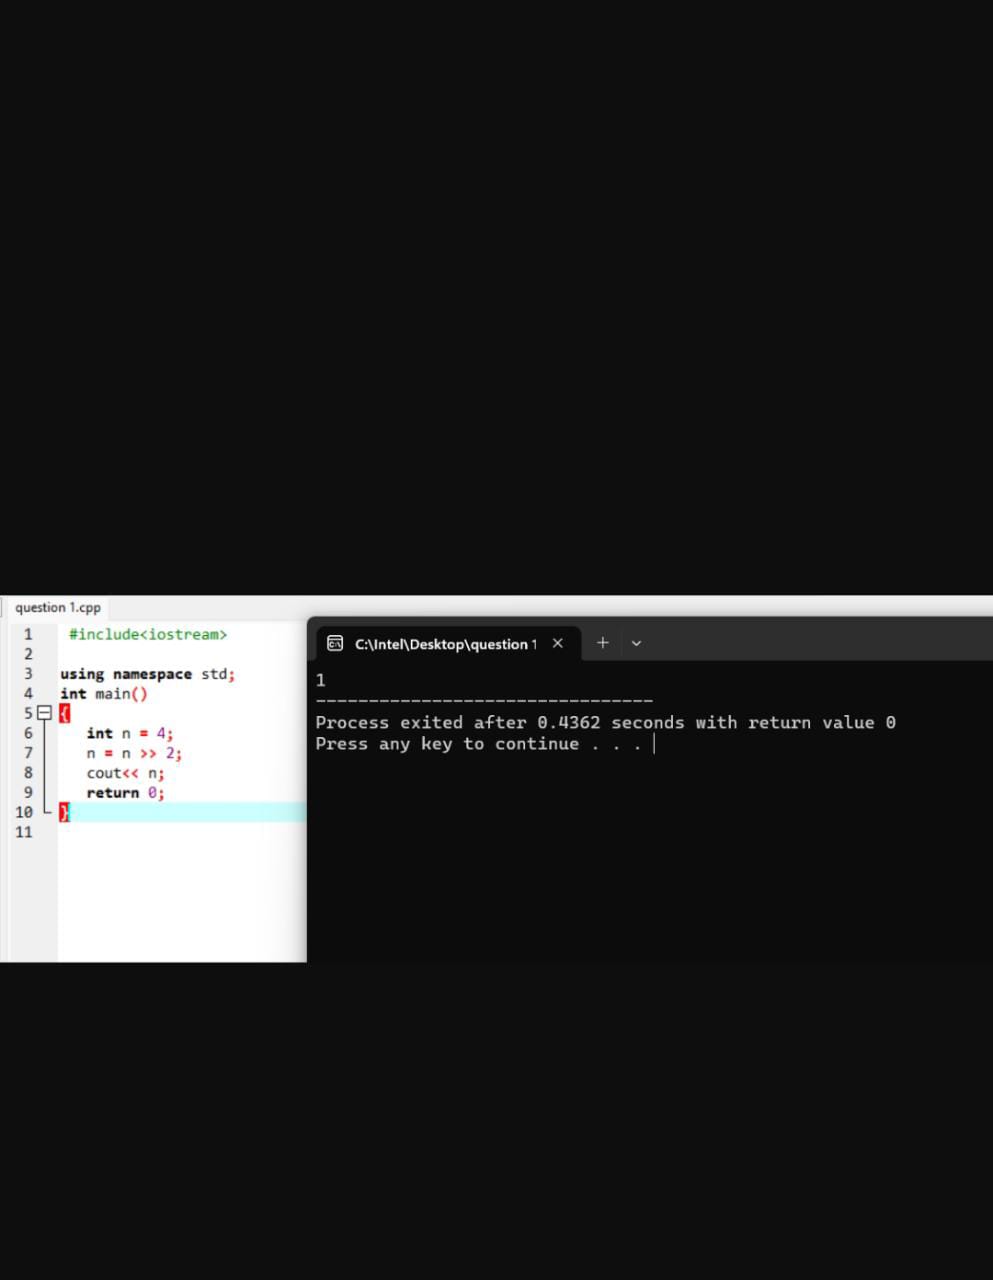 question 1.cpp
1 #include<iostream>
2
3 using namespace std;
4 int main()
5 {
6 int n = 4;
7 n = n >> 2;
8 cout<< n;
9 return 0;
10 }
11
C:\Intel\Desktop\question 1
1
--------------------------------
Process exited after 0.4362 seconds with return value 0
Press any key to continue . . .